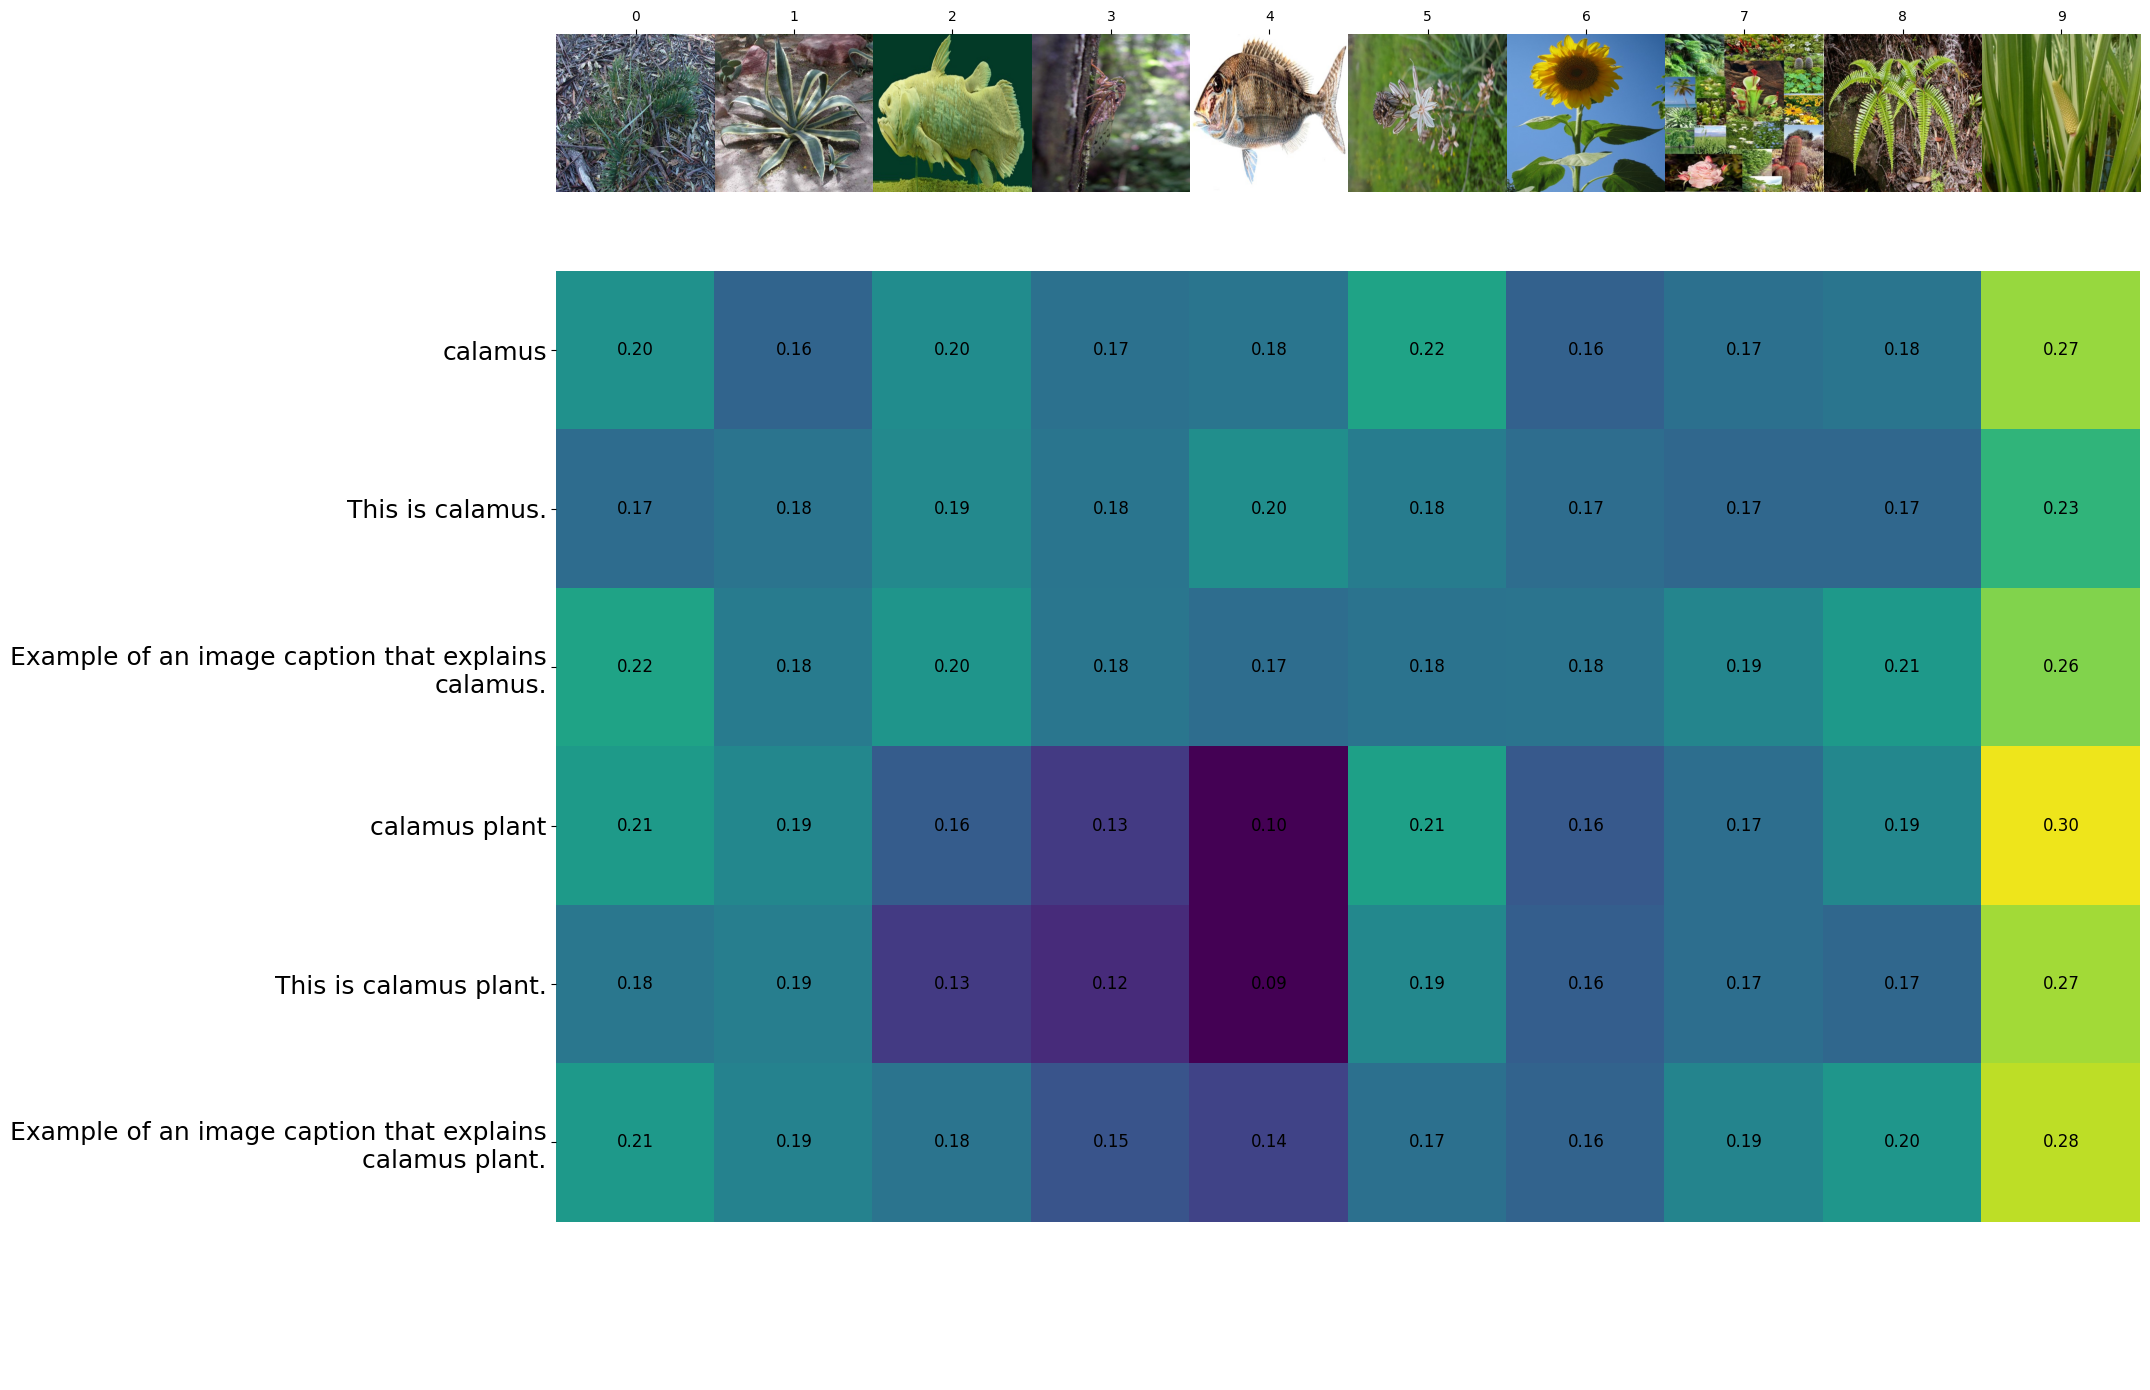 0 1 2 3 4 5 6 7 8 9
calamus 0.20 0.16 0.20 0.17 0.18 0.22 0.16 0.17 0.18 0.27
This is calamus. 0.17 0.18 0.19 0.18 0.20 0.18 0.17 0.17 0.17 0.23
Example of an image caption that explains
calamus. 0.22 0.18 0.20 0.18 0.17 0.18 0.18 0.19 0.21 0.26
calamus plant 0.21 0.19 0.16 0.13 0.10 0.21 0.16 0.17 0.19 0.30
This is calamus plant. 0.18 0.19 0.13 0.12 0.09 0.19 0.16 0.17 0.17 0.27
Example of an image caption that explains
calamus plant. 0.21 0.19 0.18 0.15 0.14 0.17 0.16 0.19 0.20 0.28